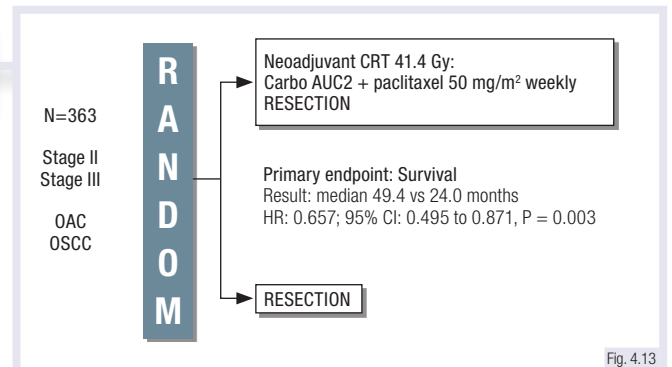 N=363
Stage II
Stage III
OAC
OSCC
RANDOM
Neoadjuvant CRT 41.4 Gy:
Carbo AUC2 + paclitaxel 50 mg/m² weekly
RESECTION
Primary endpoint: Survival
Result: median 49.4 vs 24.0 months
HR: 0.657; 95% CI: 0.495 to 0.871, P = 0.003
RESECTION
Fig. 4.13